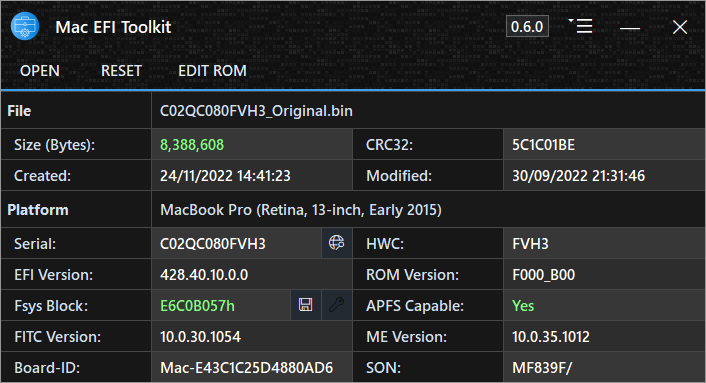 Mac EFI Toolkit 0.6.0
OPEN RESET EDIT ROM
File C02QC080FVH3_Original.bin
Size (Bytes): 8,388,608 CRC32: 5C1C01BE
Created: 24/11/2022 14:41:23 Modified: 30/09/2022 21:31:46
Platform MacBook Pro (Retina, 13-inch, Early 2015)
Serial: C02QC080FVH3 HWC: FVH3
EFI Version: 428.40.10.0.0 ROM Version: F000_B00
Fsys Block: E6C0B057h APFS Capable: Yes
FITC Version: 10.0.30.1054 ME Version: 10.0.35.1012
Board-ID: Mac-E43C1C25D4880AD6 SON: MF839F/